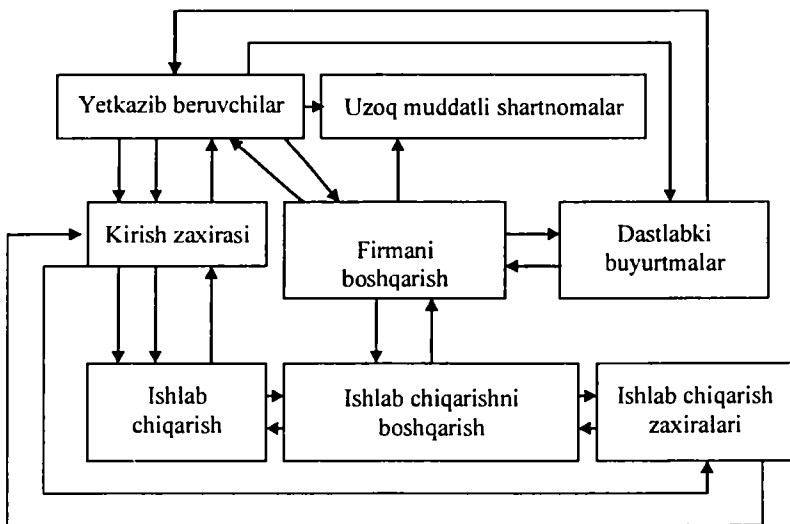 Yetkazib beruvchilar
Uzoq muddatli shartnomalar
Kirish zaxirasi
Firmani
boshqarish
Dastlabki
buyurtmalar
Ishlab
chiqarish
Ishlab chiqarishni
boshqarish
Ishlab chiqarish
zaxiralari